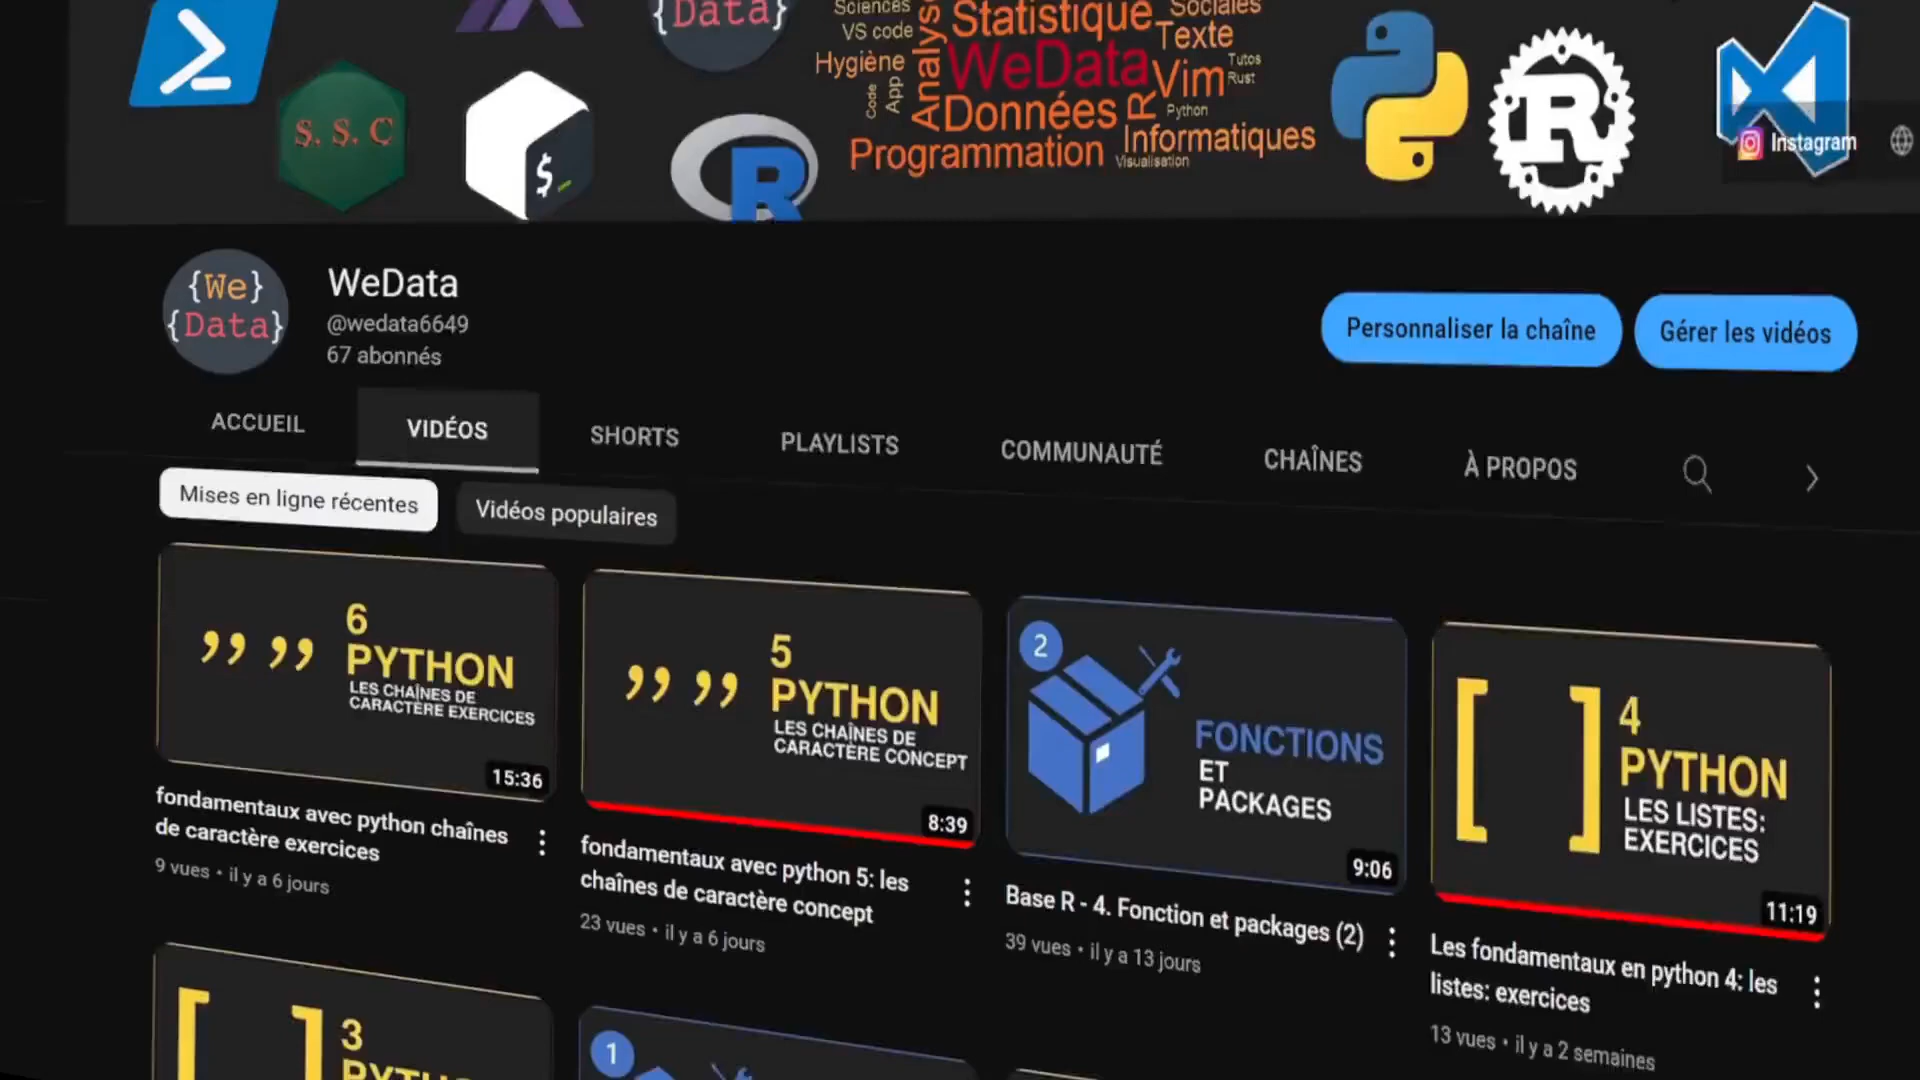 Data}
Sciences
VS code
Hygiène
Code
App
Analyse
Statistique
Sociales
Texte
WeData
Vim
Tutos
Rust
Données
R
Python
Programmation
Informatiques
Visualisation
S. S. C
$
R
R
Instagram
{We}
{Data}
WeData
@wedata6649
67 abonnés
Personnaliser la chaîne
Gérer les vidéos
ACCUEIL
VIDÉOS
SHORTS
PLAYLISTS
COMMUNAUTÉ
CHAÎNES
À PROPOS
Mises en ligne récentes
Vidéos populaires
,, ,,
6
PYTHON
LES CHAÎNES DE
CARACTÈRE EXERCICES
15:36
fondamentaux avec python chaînes
de caractère exercices
9 vues • il y a 6 jours
,, ,,
5
PYTHON
LES CHAÎNES DE
CARACTÈRE CONCEPT
8:39
fondamentaux avec python 5: les
chaînes de caractère concept
23 vues • il y a 6 jours
2
FONCTIONS
ET
PACKAGES
9:06
Base R - 4. Fonction et packages (2)
39 vues • il y a 13 jours
[ ]
4
PYTHON
LES LISTES:
EXERCICES
11:19
Les fondamentaux en python 4: les
listes: exercices
13 vues • il y a 2 semaines
[ ]
3
1